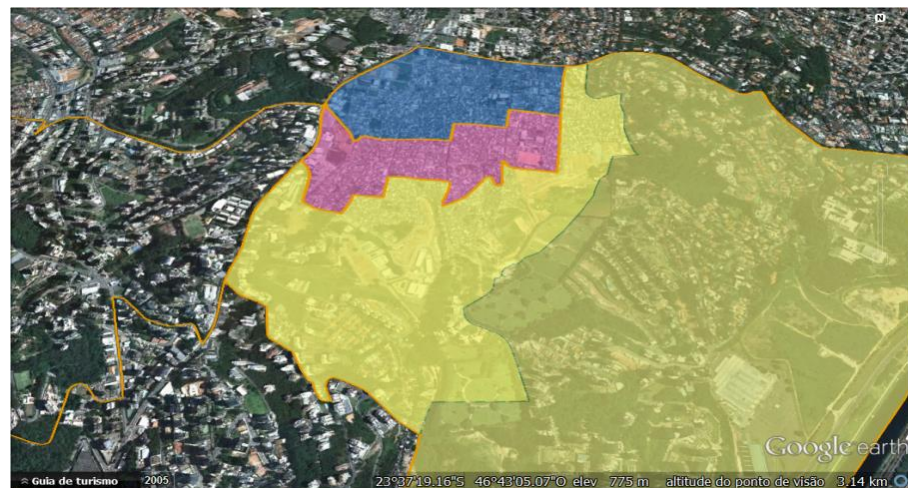 N
Google earth
Guia de turismo 2005 23°37'19.16"S 46°43'05.07"O elev 775 m altitude do ponto de visão 3.14 km